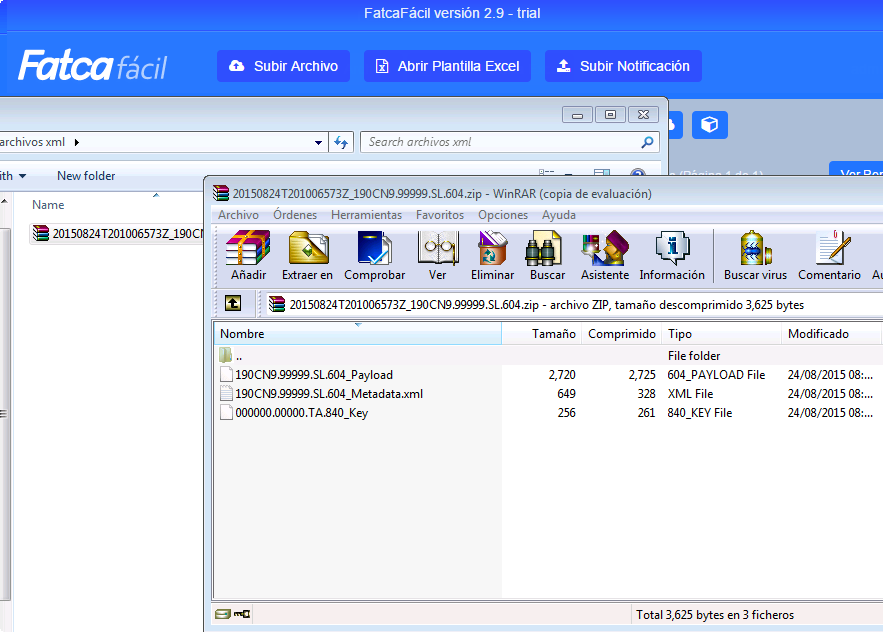 FatcaFácil versión 2.9 - trial
Fatca fácil
Subir Archivo
Abrir Plantilla Excel
Subir Notificación
archivos xml
Search archivos xml
(Página 1 de 1)
New folder
Name
20150824T201006573Z_190CN9.99999.SL.604.zip - WinRAR (copia de evaluación)
Archivo Órdenes Herramientas Favoritos Opciones Ayuda
20150824T201006573Z_190CN
Añadir Extraer en Comprobar Ver Eliminar Buscar Asistente Información Buscar virus Comentario
20150824T201006573Z_190CN9.99999.SL.604.zip - archivo ZIP, tamaño descomprimido 3,625 bytes
Nombre Tamaño Comprimido Tipo Modificado
.. File folder
190CN9.99999.SL.604_Payload 2,720 2,725 604_PAYLOAD File 24/08/2015 08:...
190CN9.99999.SL.604_Metadata.xml 649 328 XML File 24/08/2015 08:...
000000.00000.TA.840_Key 256 261 840_KEY File 24/08/2015 08:...
Total 3,625 bytes en 3 ficheros